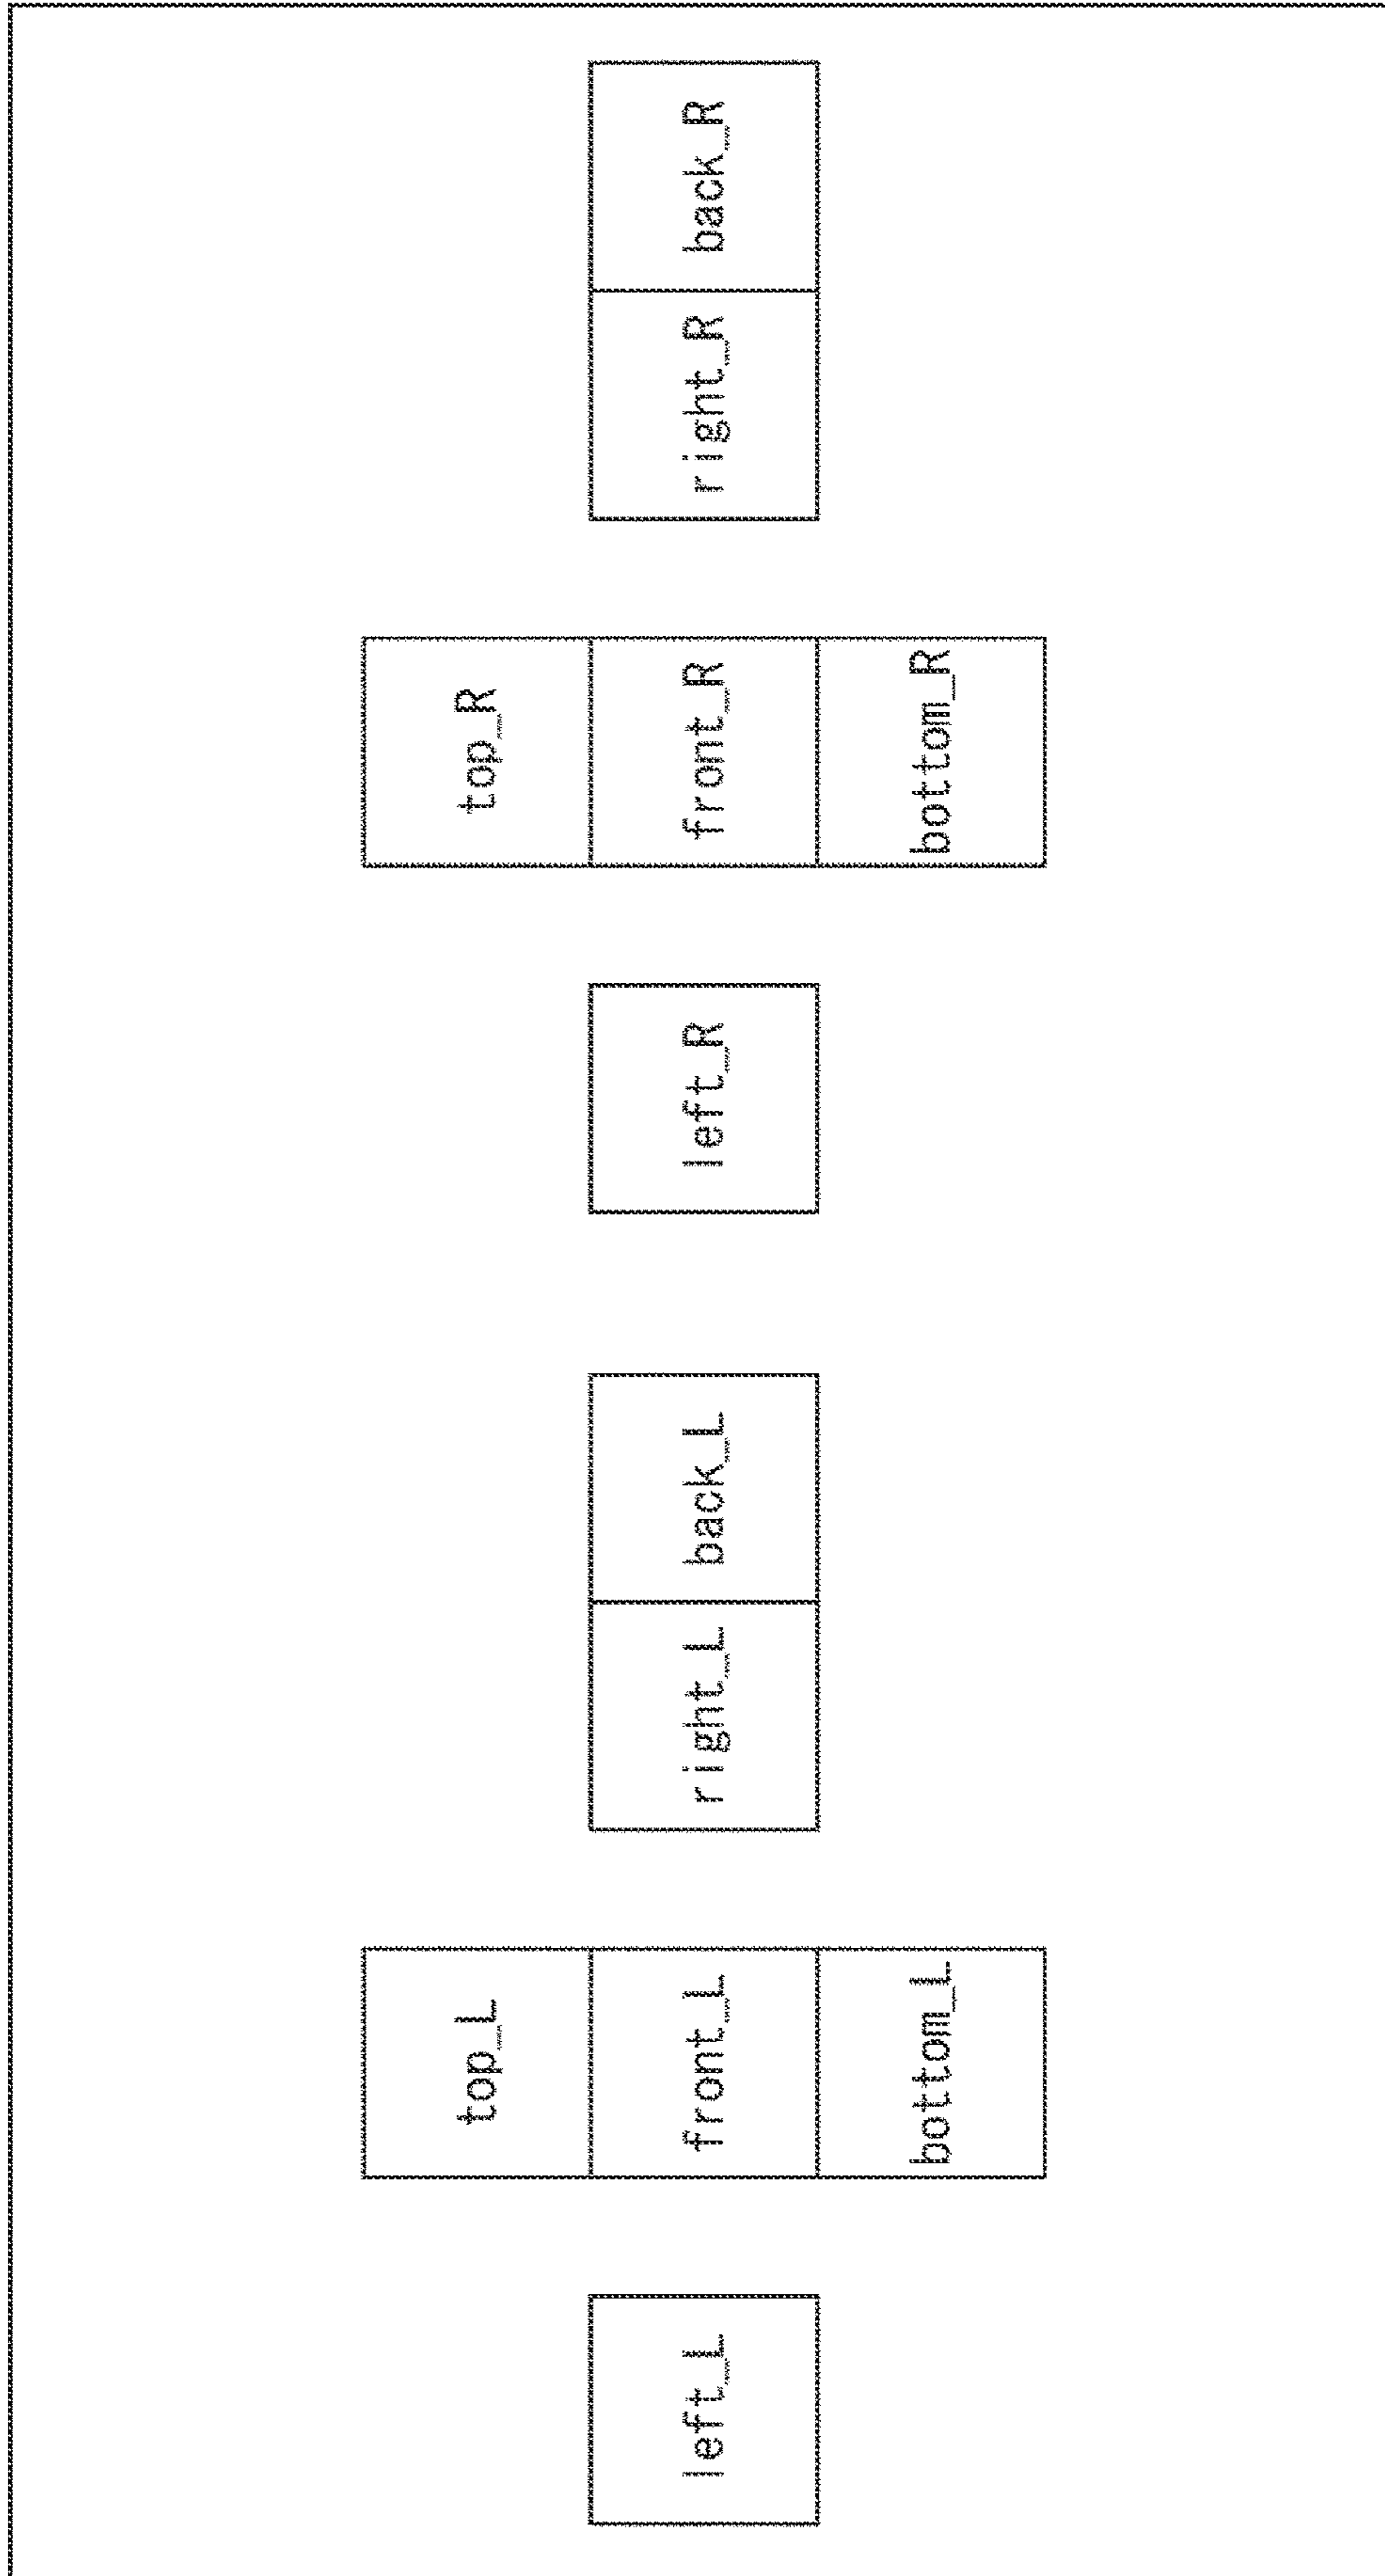 top_L
top_R
left_L
front_L
right_L
back_L
left_R
front_R
right_R
back_R
bottom_L
bottom_R